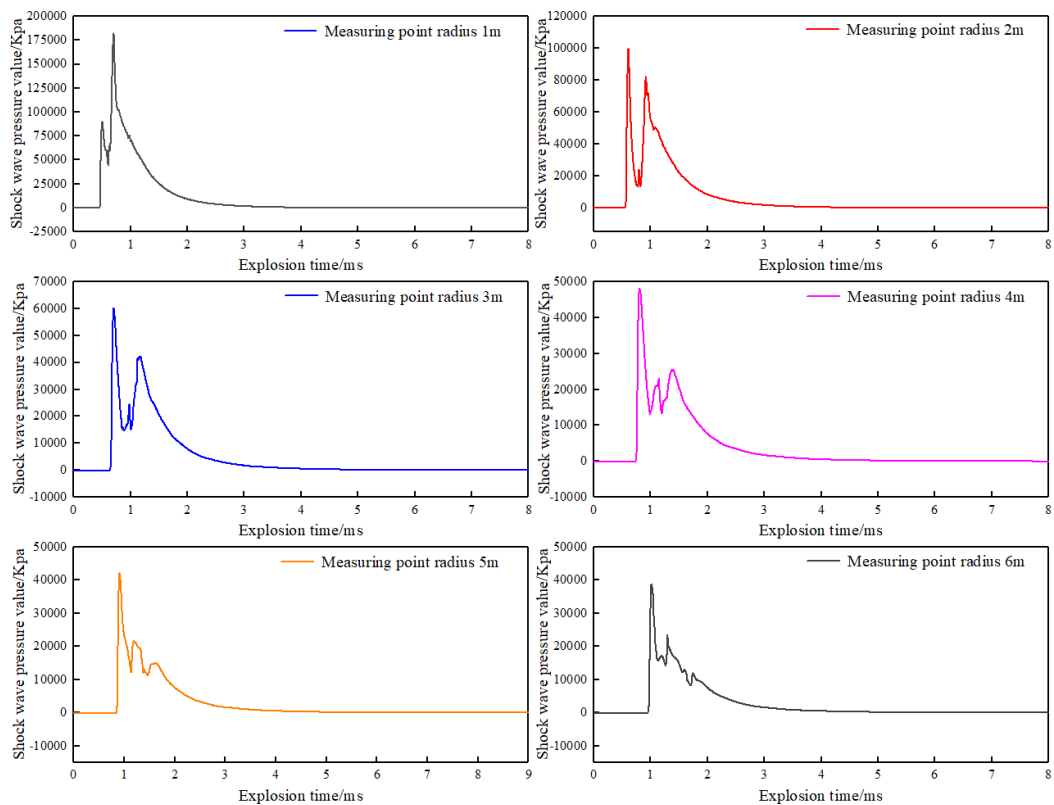 Shock wave pressure value/Kpa
200000
175000
150000
125000
100000
75000
50000
25000
0
-25000
Measuring point radius 1m
0 1 2 3 4 5 6 7 8
Explosion time/ms
Shock wave pressure value/Kpa
120000
100000
80000
60000
40000
20000
0
Measuring point radius 2m
0 1 2 3 4 5 6 7 8
Explosion time/ms
Shock wave pressure value/Kpa
70000
60000
50000
40000
30000
20000
10000
0
-10000
Measuring point radius 3m
0 1 2 3 4 5 6 7 8
Explosion time/ms
Shock wave pressure value/Kpa
50000
40000
30000
20000
10000
0
-10000
Measuring point radius 4m
0 1 2 3 4 5 6 7 8
Explosion time/ms
Shock wave pressure value/Kpa
50000
40000
30000
20000
10000
0
-10000
Measuring point radius 5m
0 1 2 3 4 5 6 7 8 9
Explosion time/ms
Shock wave pressure value/Kpa
50000
40000
30000
20000
10000
0
-10000
Measuring point radius 6m
0 1 2 3 4 5 6 7 8
Explosion time/ms